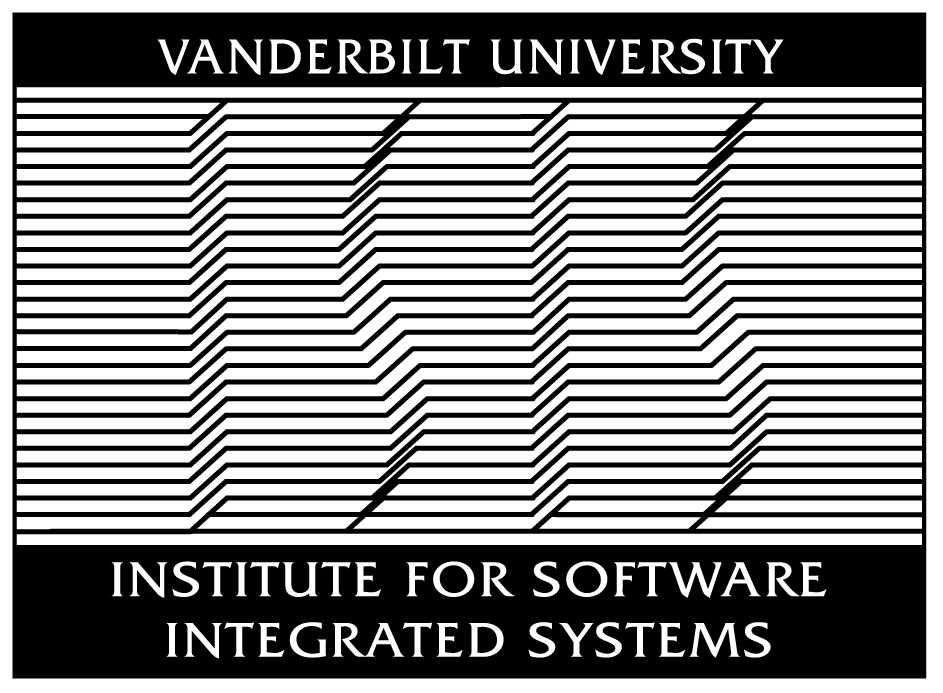 VANDERBILT UNIVERSITY
INSTITUTE FOR SOFTWARE
INTEGRATED SYSTEMS